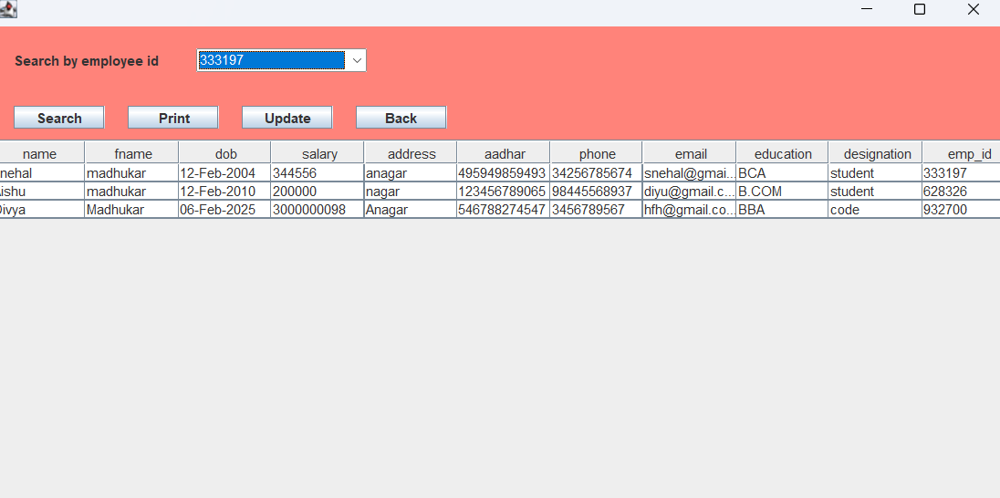 Search by employee id 333197
Search Print Update Back
name fname dob salary address aadhar phone email education designation emp_id
nehal madhukar 12-Feb-2004 344556 anagar 495949859493 34256785674 snehal@gmai... BCA student 333197
ishu madhukar 12-Feb-2010 200000 nagar 123456789065 98445568937 diyu@gmail.c... B.COM student 628326
Divya Madhukar 06-Feb-2025 3000000098 Anagar 546788274547 3456789567 hfh@gmail.co... BBA code 932700